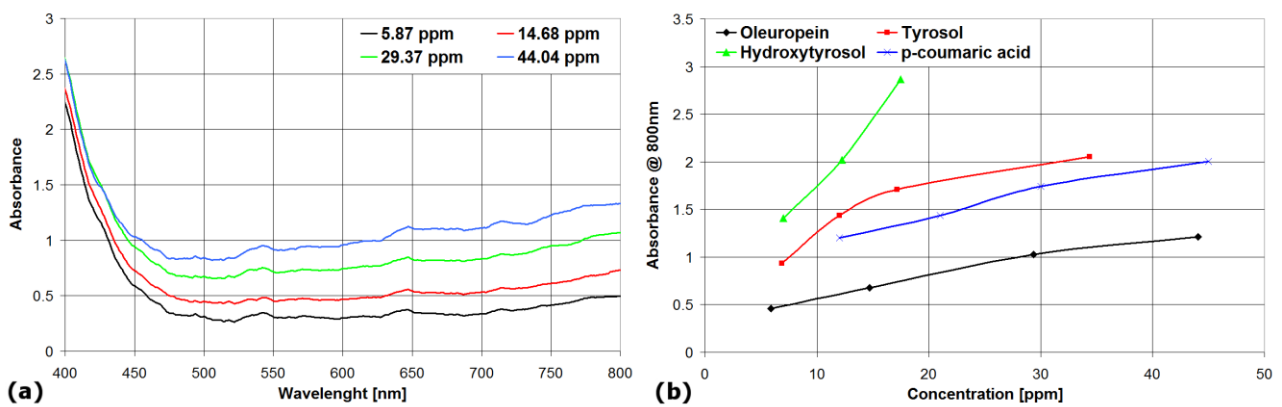 3
2.5
2
1.5
1
0.5
0
Absorbance
5.87 ppm 14.68 ppm
29.37 ppm 44.04 ppm
400 450 500 550 600 650 700 750 800
Wavelenght [nm]
(a)
3.5
3
2.5
2
1.5
1
0.5
0
Absorbance @ 800nm
Oleuropein Tyrosol
Hydroxytyrosol p-coumaric acid
0 10 20 30 40 50
Concentration [ppm]
(b)